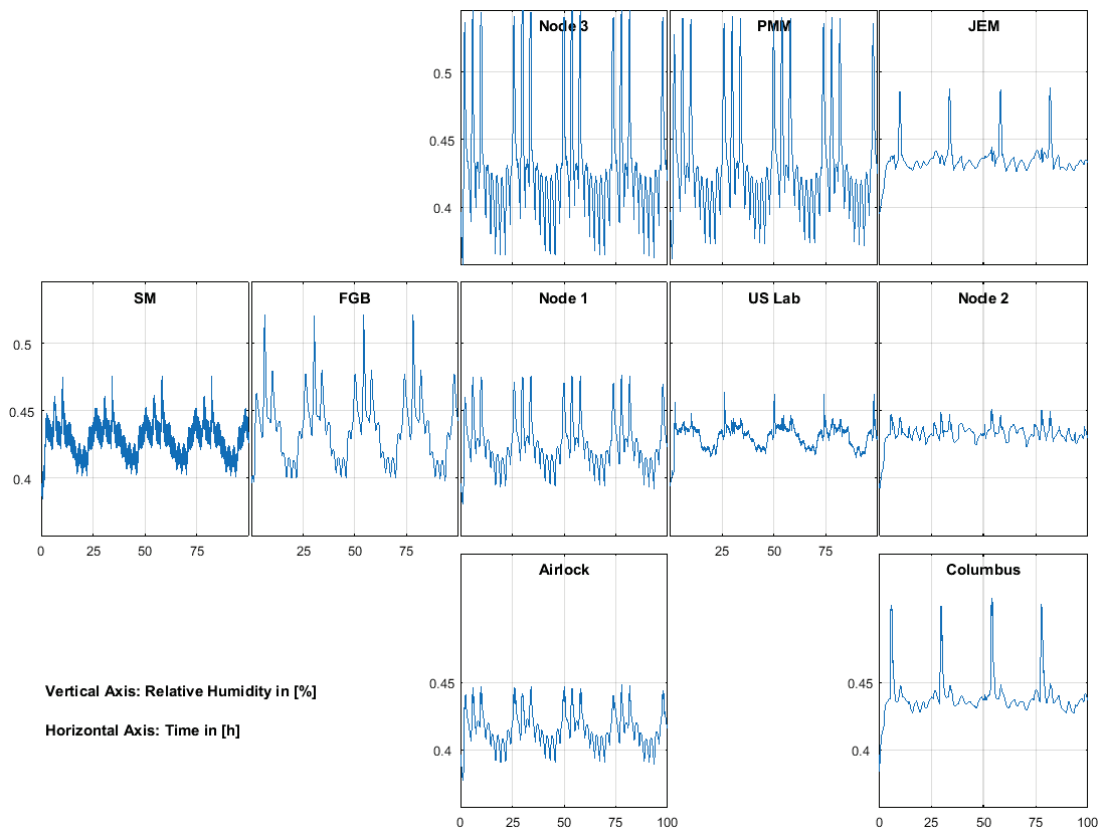 Node 3
PMM
JEM
0.5
0.45
0.4
SM
FGB
Node 1
US Lab
Node 2
0.5
0.45
0.4
0 25 50 75
25 50 75
25 50 75
Airlock
Columbus
0.45
0.4
0.45
0.4
Vertical Axis: Relative Humidity in [%]
Horizontal Axis: Time in [h]
0 25 50 75 100
0 25 50 75 100